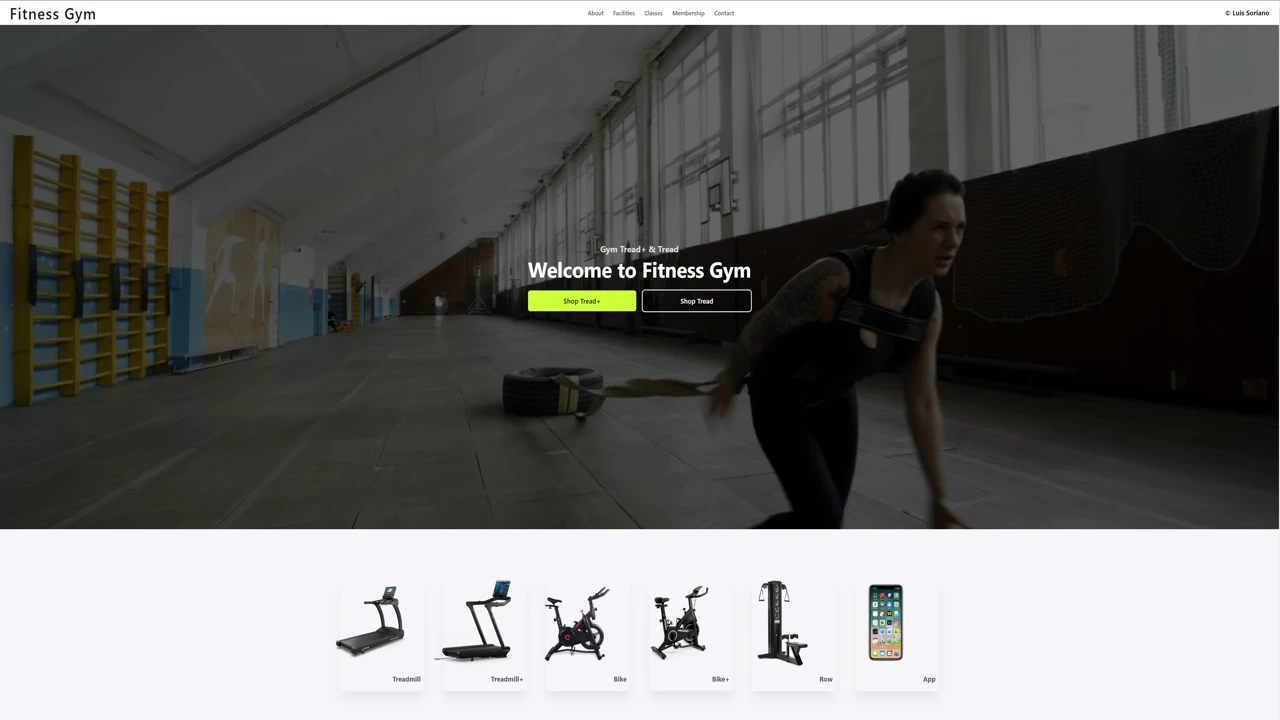 Fitness Gym
About Facilities Classes Membership Contact
© Luis Soriano
Gym Tread+ & Tread
Welcome to Fitness Gym
Shop Tread+ Shop Tread
Treadmill Treadmill+ Bike Bike+ Row App